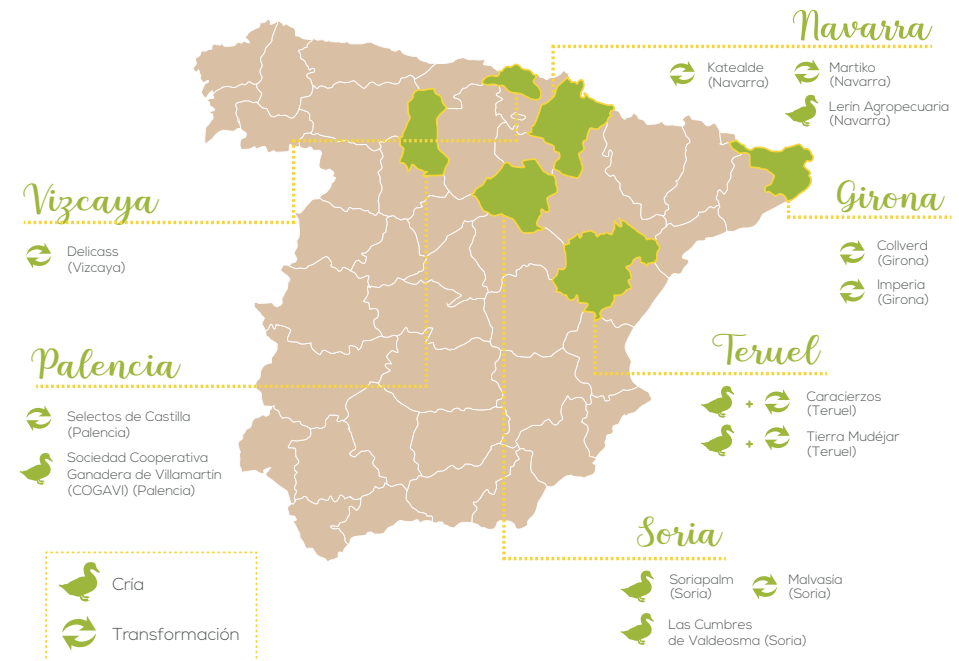 Navarra
Katealde
(Navarra)
Martiko
(Navarra)
Lerín Agropecuaria
(Navarra)
Vizcaya
Delicass
(Vizcaya)
Girona
Collverd
(Girona)
Imperia
(Girona)
Palencia
Selectos de Castilla
(Palencia)
Sociedad Cooperativa
Ganadera de Villamartín
(COGAVI) (Palencia)
Teruel
+
Caracierzos
(Teruel)
+
Tierra Mudéjar
(Teruel)
Soria
Soriapalm
(Soria)
Malvasía
(Soria)
Las Cumbres
de Valdeosma (Soria)
Cría
Transformación